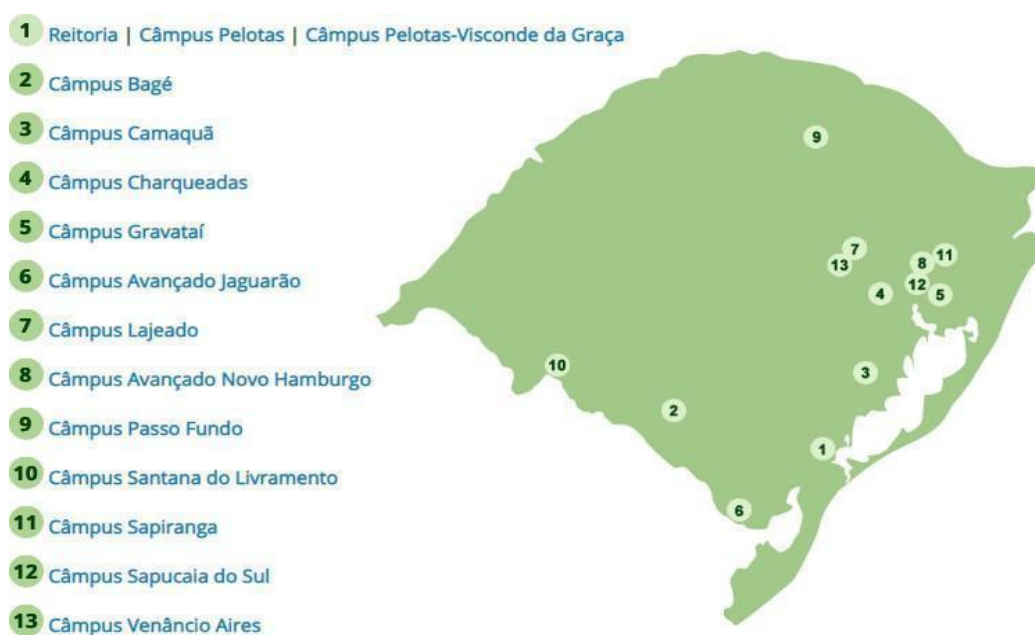 1 Reitoria | Câmpus Pelotas | Câmpus Pelotas-Visconde da Graça
2 Câmpus Bagé
3 Câmpus Camaquã
4 Câmpus Charqueadas
5 Câmpus Gravataí
6 Câmpus Avançado Jaguarão
7 Câmpus Lajeado
8 Câmpus Avançado Novo Hamburgo
9 Câmpus Passo Fundo
10 Câmpus Santana do Livramento
11 Câmpus Sapiranga
12 Câmpus Sapucaia do Sul
13 Câmpus Venâncio Aires
9
7
11
8
13
12
4
5
10
3
2
1
6